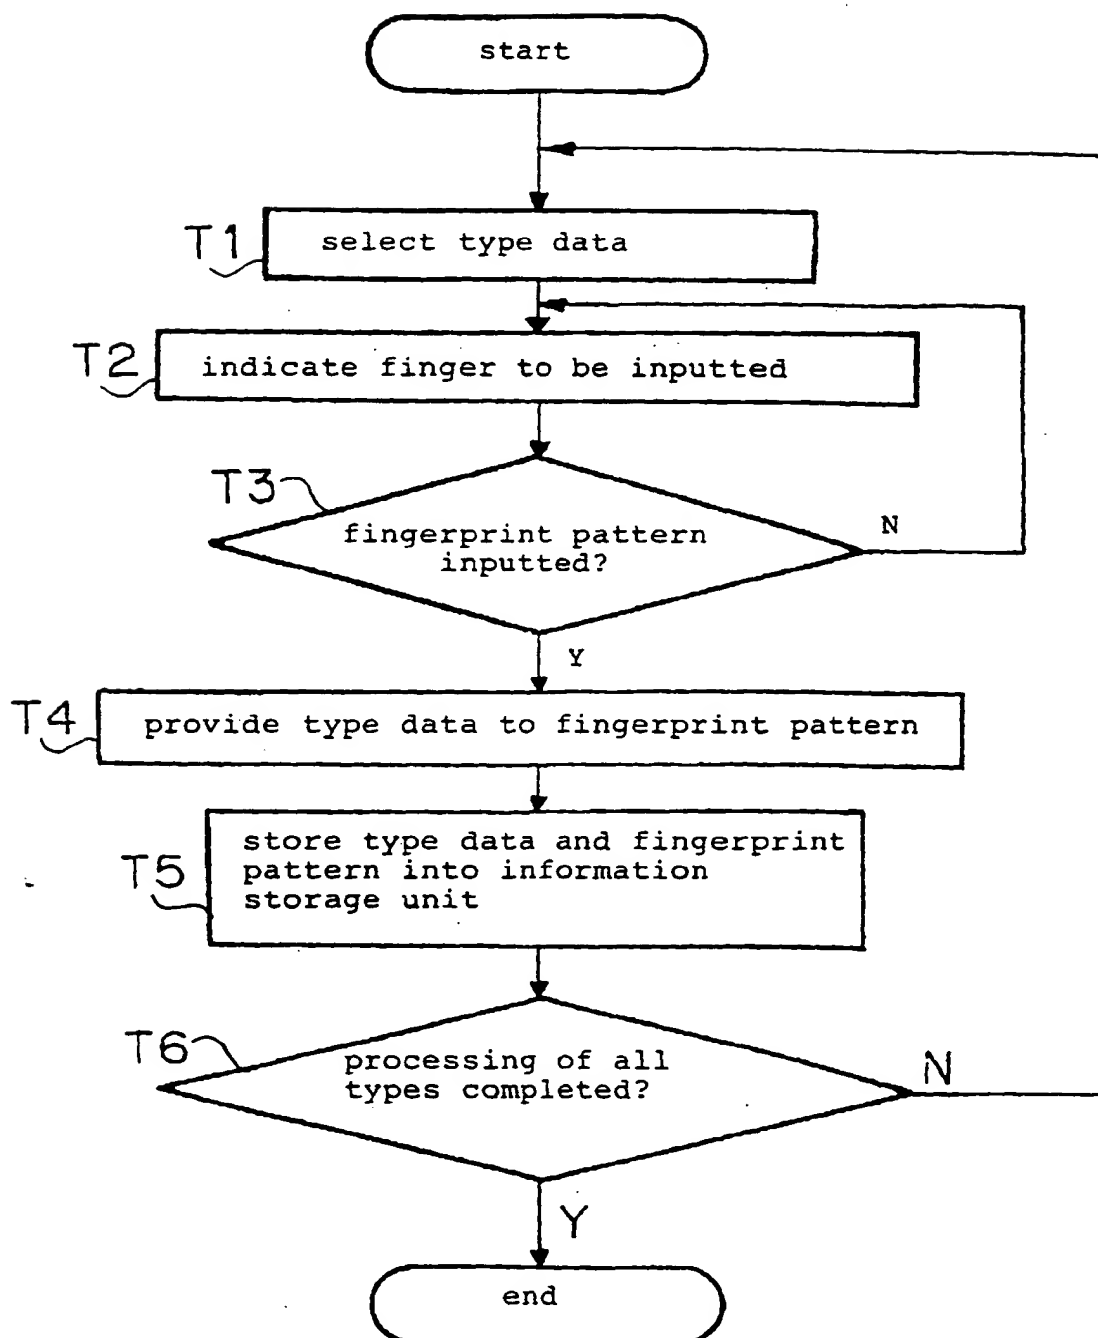 start
T1
select type data
T2
indicate finger to be inputted
T3
fingerprint pattern
inputted?
N
Y
T4
provide type data to fingerprint pattern
T5
store type data and fingerprint
pattern into information
storage unit
T6
processing of all
types completed?
N
Y
end